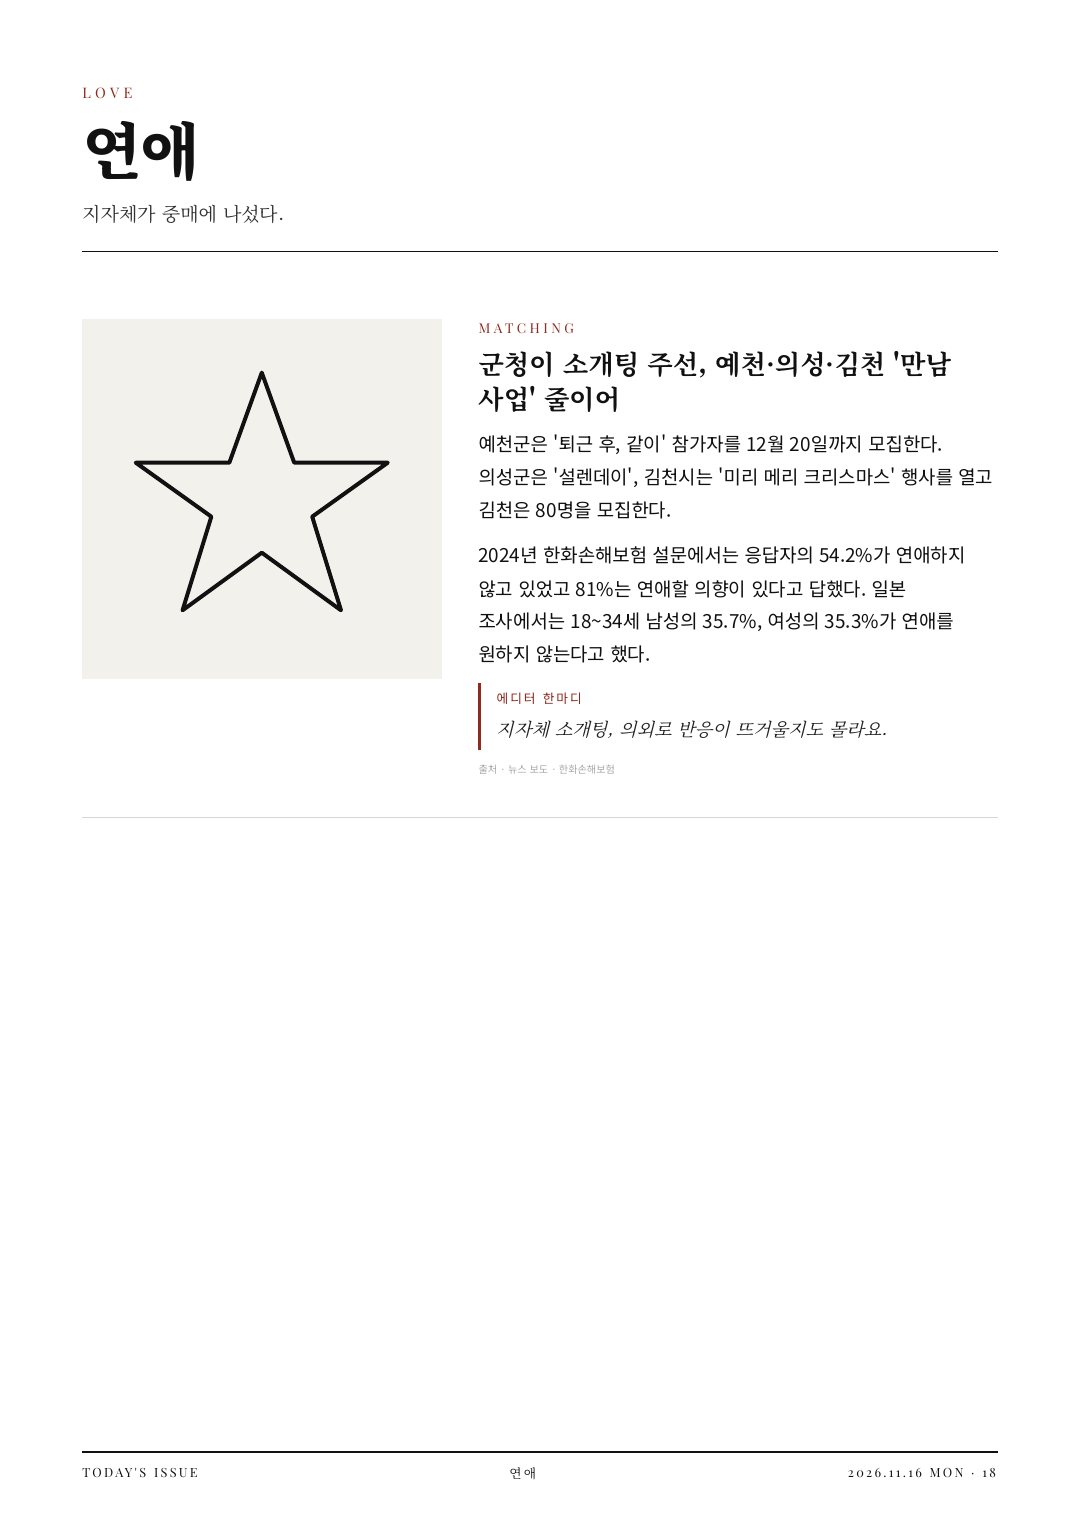 LOVE
연애
지자체가 중매에 나섰다.
MATCHING
군청이 소개팅 주선, 예천·의성·김천 '만남
사업' 줄이어
예천군은 '퇴근 후, 같이' 참가자를 12월 20일까지 모집한다.
의성군은 '설렌데이', 김천시는 '미리 메리 크리스마스' 행사를 열고
김천은 80명을 모집한다.
2024년 한화손해보험 설문에서는 응답자의 54.2%가 연애하지
않고 있었고 81%는 연애할 의향이 있다고 답했다. 일본
조사에서는 18~34세 남성의 35.7%, 여성의 35.3%가 연애를
원하지 않는다고 했다.
에디터 한마디
지자체 소개팅, 의외로 반응이 뜨거울지도 몰라요.
출처 · 뉴스 보도 · 한화손해보험
TODAY'S ISSUE
연애
2026.11.16 MON · 18